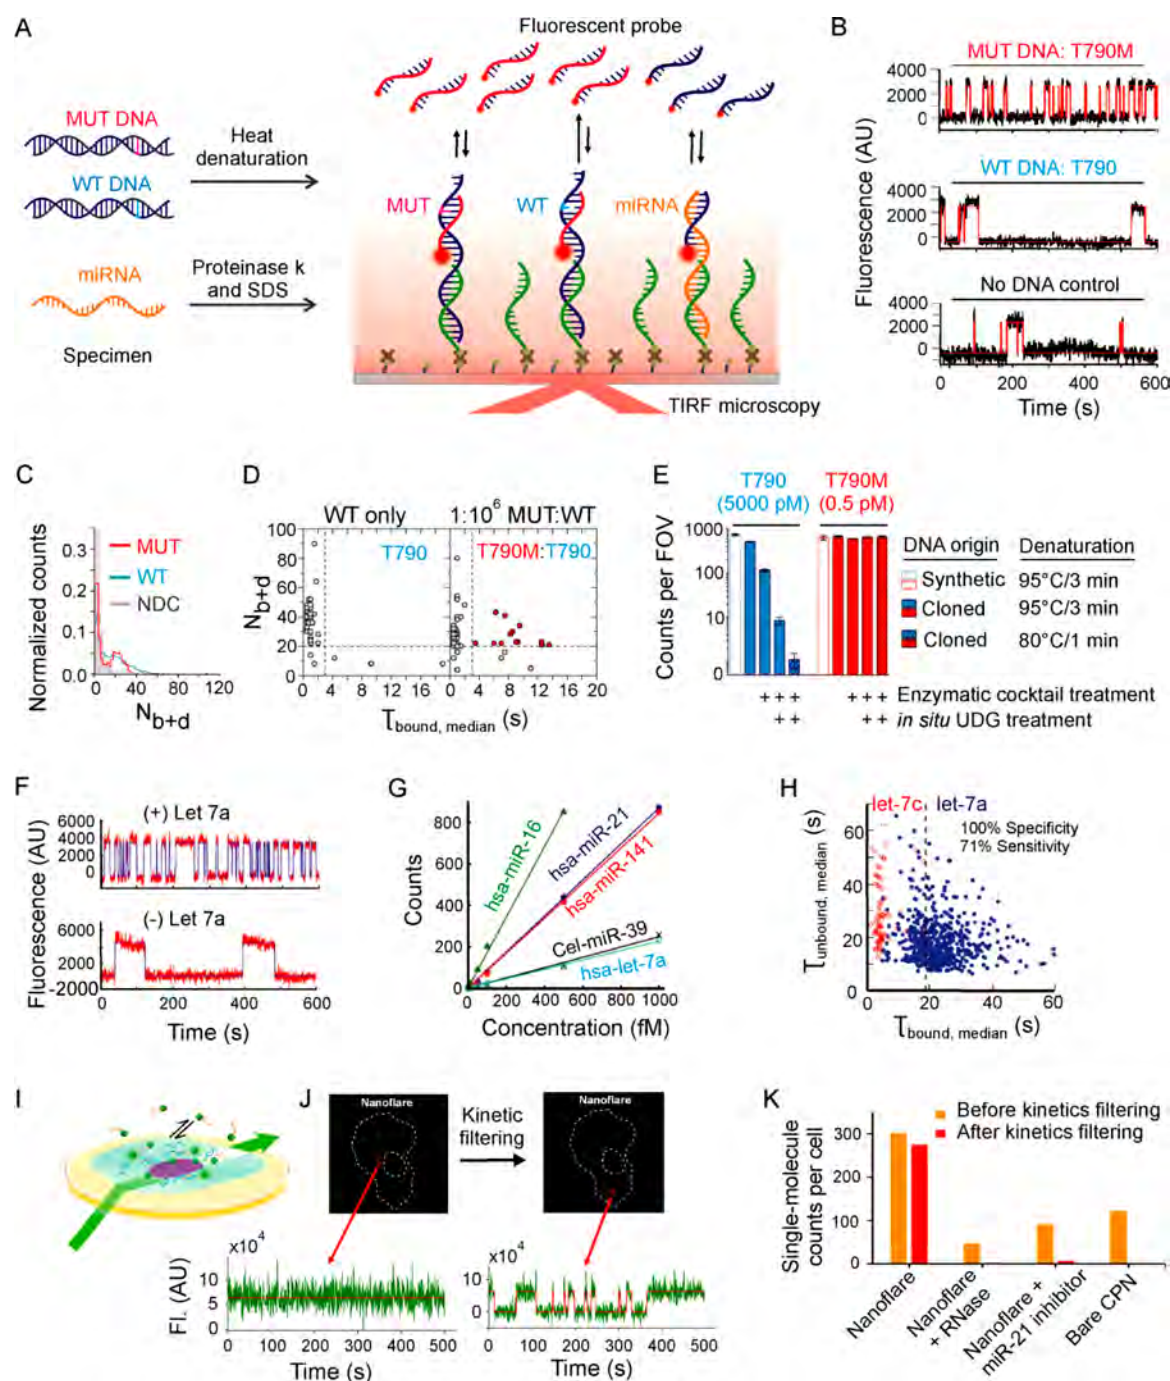 A
Fluorescent probe
MUT DNA
WT DNA
Heat
denaturation
miRNA
Proteinase k
and SDS
Specimen
MUT
WT
miRNA
TIRF microscopy
B
MUT DNA: T790M
4000
2000
0
WT DNA: T790
4000
2000
0
No DNA control
4000
2000
0
Fluorescence (AU)
0 200 400 600
Time (s)
C
Normalized counts
0.3
0.2
0.1
0
MUT
WT
NDC
0 40 80 120
N b+d
D
WT only
1:10⁶ MUT:WT
T790
T790M:T790
N b+d
100
80
60
40
20
0
0 4 8 12 16 0 4 8 12 16 20
τ bound, median (s)
E
T790
(5000 pM)
T790M
(0.5 pM)
Counts per FOV
1000
100
10
0
DNA origin Denaturation
Synthetic 95°C/3 min
Cloned 95°C/3 min
Cloned 80°C/1 min
+ + + + + + Enzymatic cocktail treatment
+ + + + in situ UDG treatment
F
(+) Let 7a
6000
4000
2000
0
(-) Let 7a
6000
2000
-2000
Fluorescence (AU)
0 200 400 600
Time (s)
G
Counts
800
600
400
200
0
hsa-miR-16
hsa-miR-21
hsa-miR-141
Cel-miR-39
hsa-let-7a
0 200 400 600 800 1000
Concentration (fM)
H
let-7c let-7a
100% Specificity
71% Sensitivity
τ unbound, median (s)
80
60
40
20
0
0 20 40 60
τ bound, median (s)
I
J
Nanoflare
Kinetic
filtering
Nanoflare
x10⁴
10
5
0
Fl. (AU)
0 100 200 300 400 500
Time (s)
x10⁴
10
5
0
0 100 200 300 400 500
Time (s)
K
Before kinetics filtering
After kinetics filtering
Single-molecule
counts per cell
300
200
100
0
Nanoflare
Nanoflare
+ RNase
Nanoflare +
miR-21 inhibitor
Bare CPN